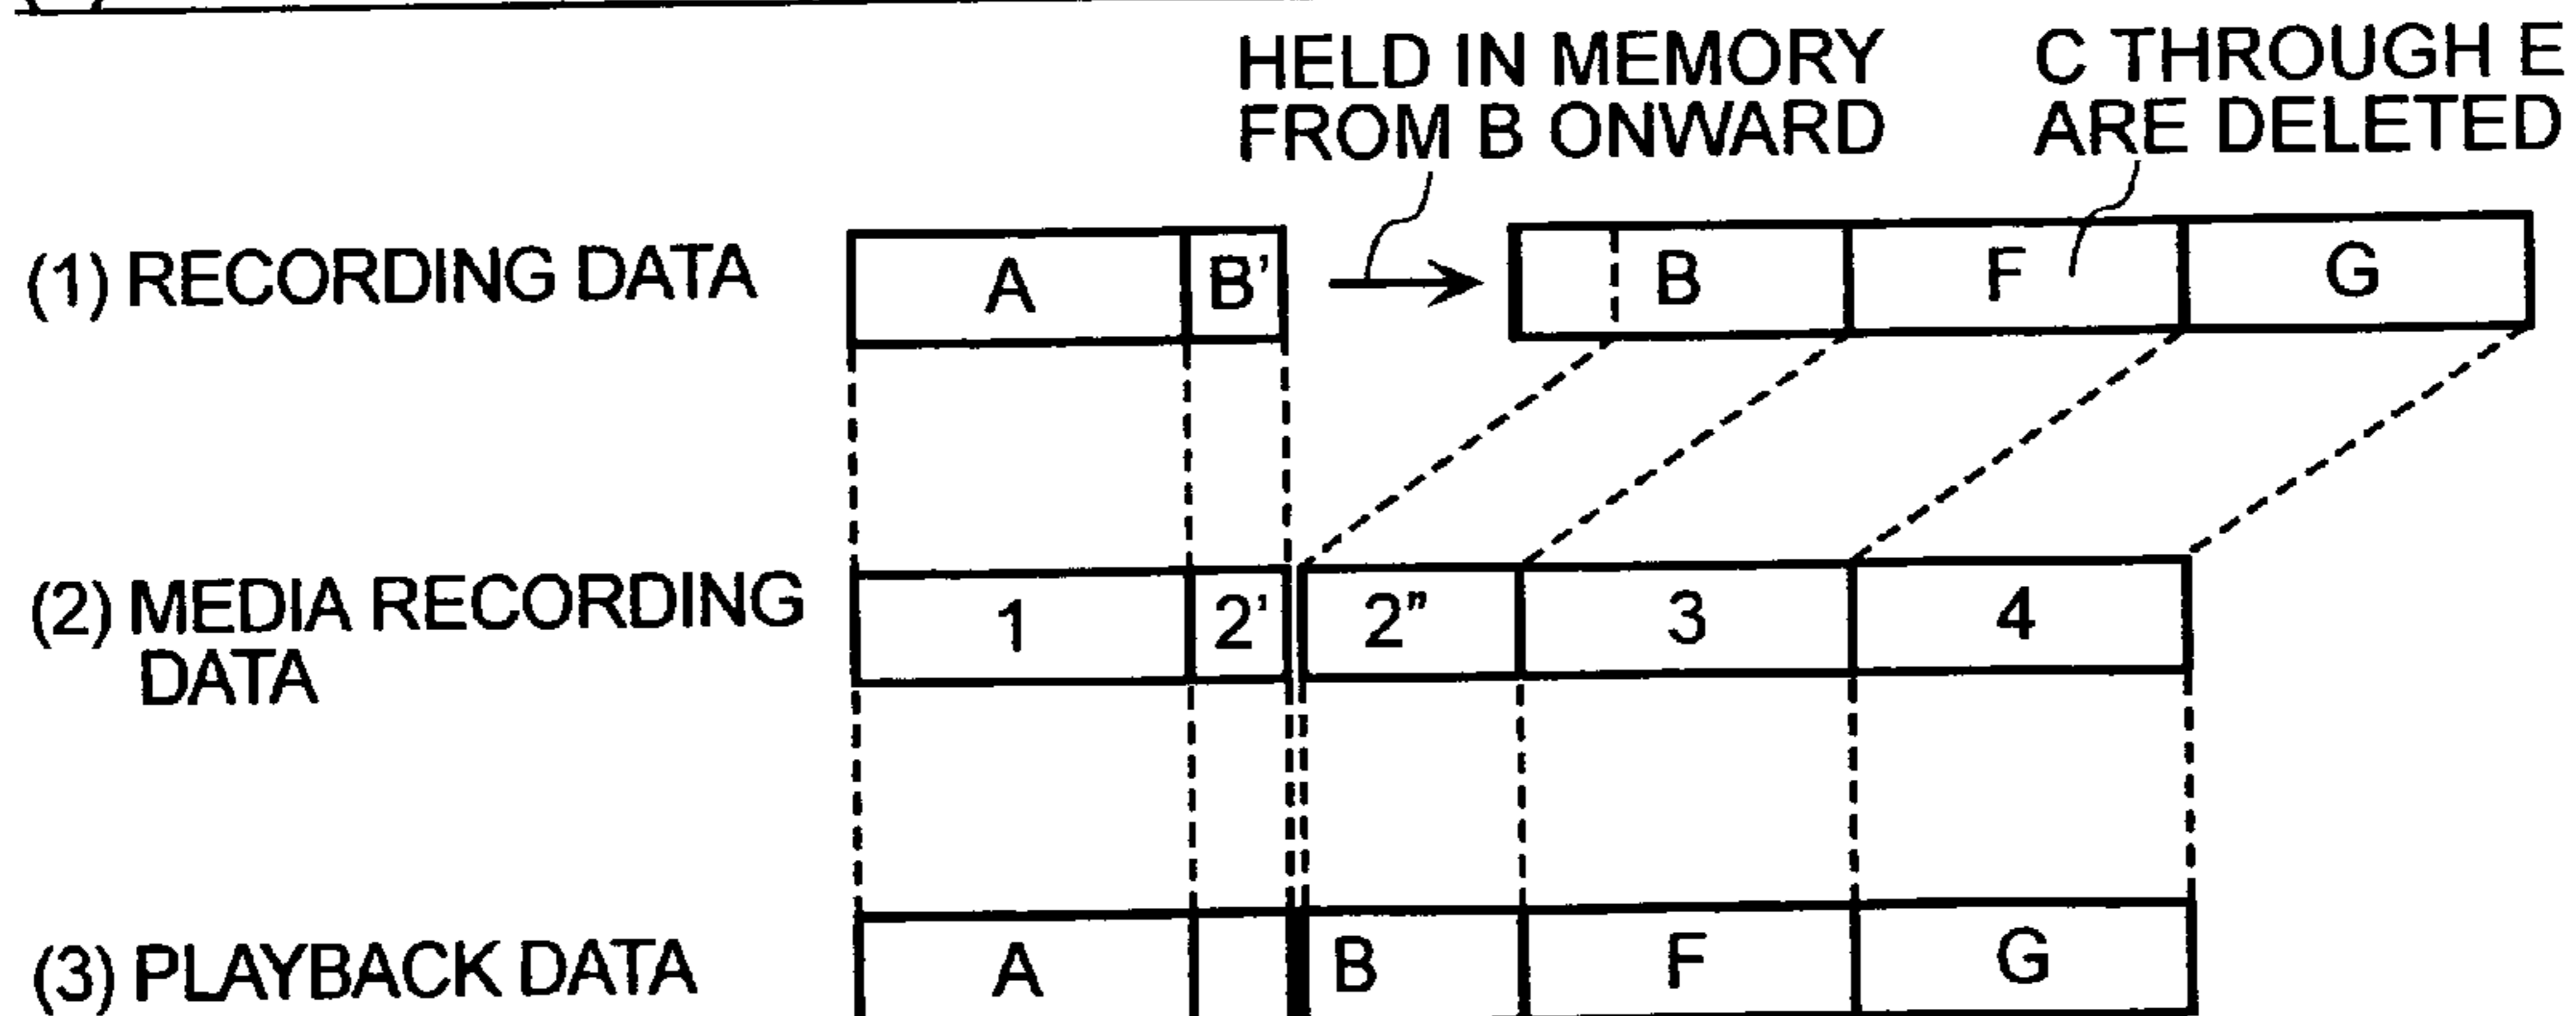 HELD IN MEMORY
FROM B ONWARD
C THROUGH E
ARE DELETED
(1) RECORDING DATA
A B' B F G
(2) MEDIA RECORDING
DATA
1 2' 2" 3 4
(3) PLAYBACK DATA
A B F G